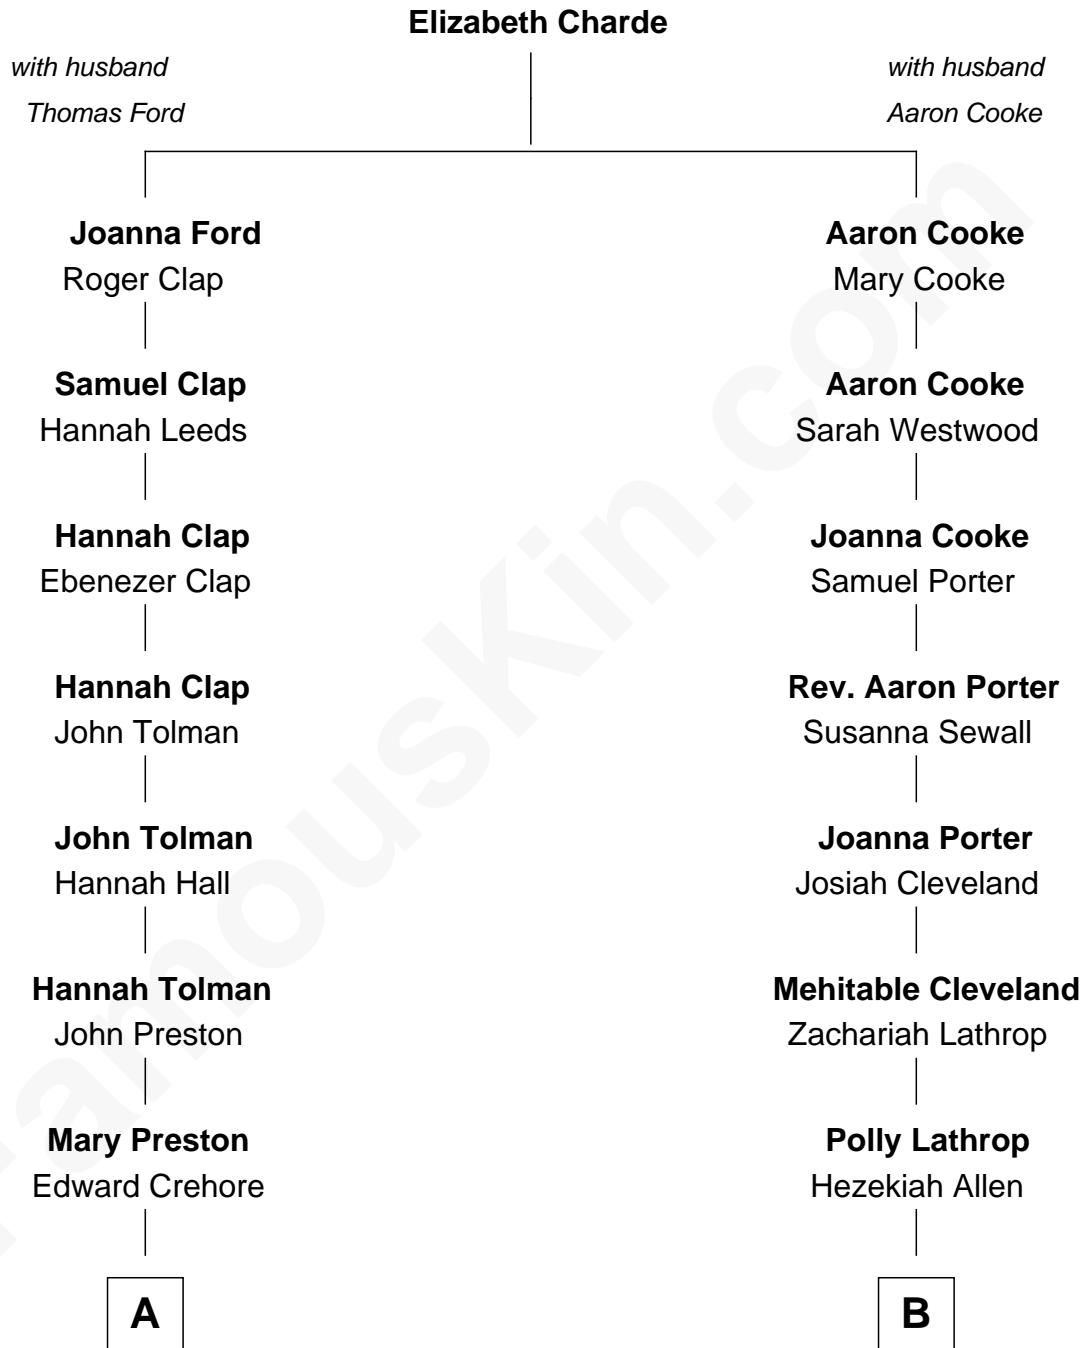 Elizabeth Charde
with husband
Thomas Ford
with husband
Aaron Cooke
Joanna Ford
Roger Clap
Samuel Clap
Hannah Leeds
Hannah Clap
Ebenezer Clap
Hannah Clap
John Tolman
John Tolman
Hannah Hall
Hannah Tolman
John Preston
Mary Preston
Edward Crehore
A
Aaron Cooke
Mary Cooke
Aaron Cooke
Sarah Westwood
Joanna Cooke
Samuel Porter
Rev. Aaron Porter
Susanna Sewall
Joanna Porter
Josiah Cleveland
Mehitable Cleveland
Zachariah Lathrop
Polly Lathrop
Hezekiah Allen
B
FamousKin.com